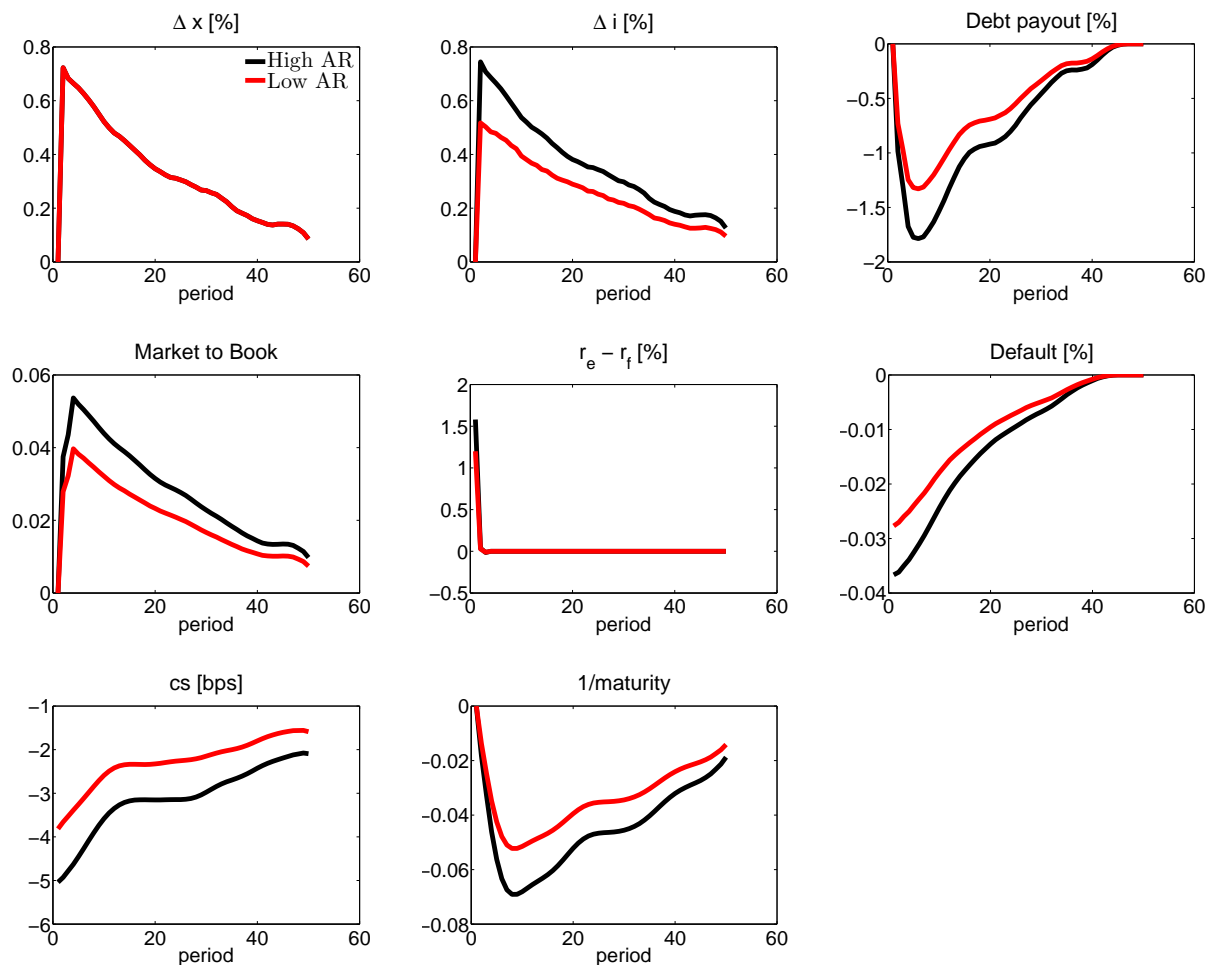 Δ x [%]
0.8
0.6
0.4
0.2
0
0 20 40 60
period
High AR
Low AR
Δ i [%]
0.8
0.6
0.4
0.2
0
0 20 40 60
period
Debt payout [%]
0
−0.5
−1
−1.5
−2
0 20 40 60
period
Market to Book
0.06
0.04
0.02
0
0 20 40 60
period
r_e − r_f [%]
2
1.5
1
0.5
0
−0.5
0 20 40 60
period
Default [%]
0
−0.01
−0.02
−0.03
−0.04
0 20 40 60
period
cs [bps]
−1
−2
−3
−4
−5
−6
0 20 40 60
period
1/maturity
0
−0.02
−0.04
−0.06
−0.08
0 20 40 60
period